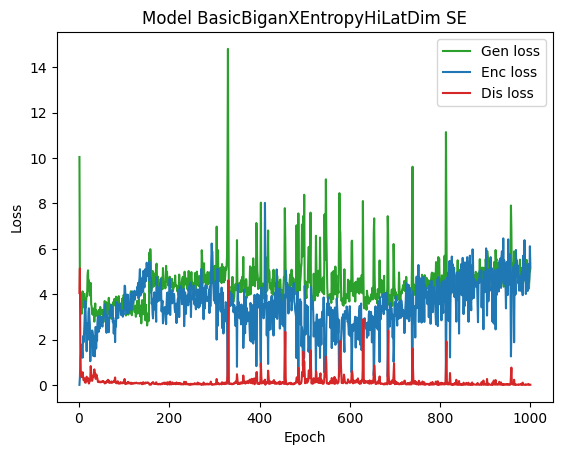 Model BasicBiganXEntropyHiLatDim SE
Gen loss
Enc loss
Dis loss
Loss
14
12
10
8
6
4
2
0
0 200 400 600 800 1000
Epoch